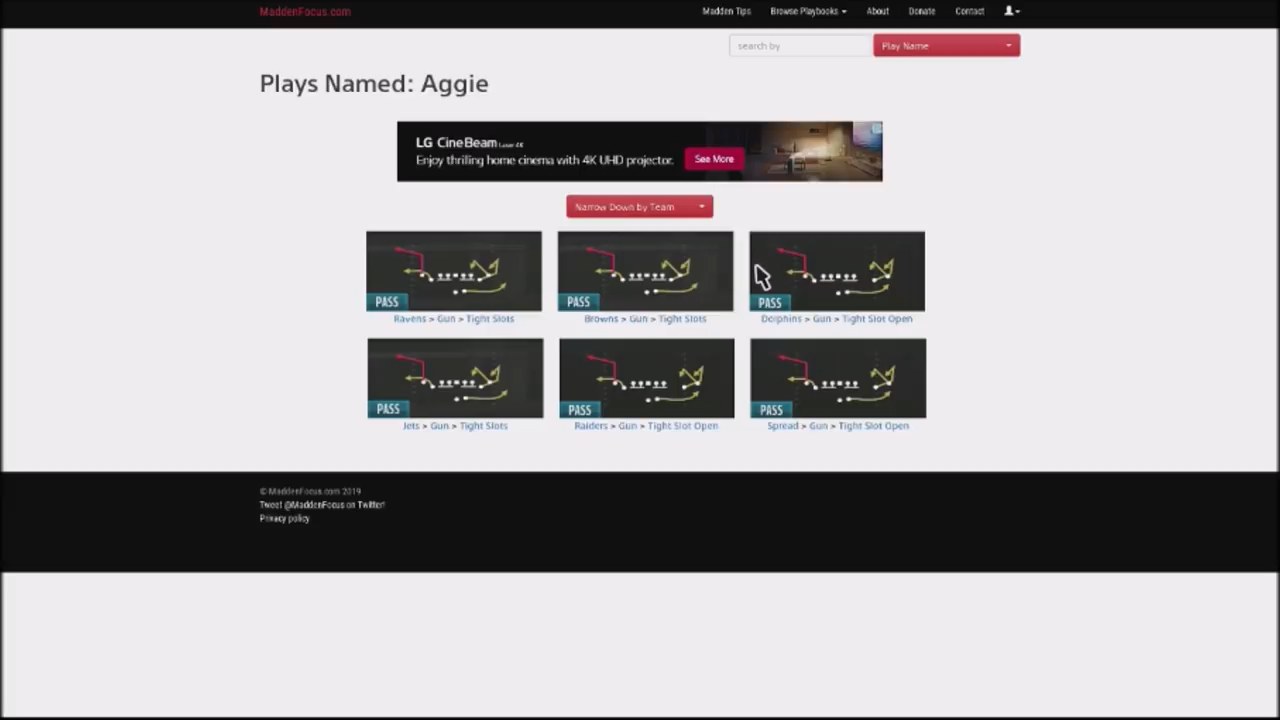 MaddenFocus.com
Madden Tips Browse Playbooks About Donate Contact
search by Play Name
Plays Named: Aggie
LG CineBeam Laser 4K
Enjoy thrilling home cinema with 4K UHD projector. See More
Narrow Down by Team
PASS PASS PASS
Ravens > Gun > Tight Slots Browns > Gun > Tight Slots Dolphins > Gun > Tight Slot Open
PASS PASS PASS
Jets > Gun > Tight Slots Raiders > Gun > Tight Slot Open Spread > Gun > Tight Slot Open
© MaddenFocus.com 2019
Tweet @MaddenFocus on Twitter!
Privacy policy